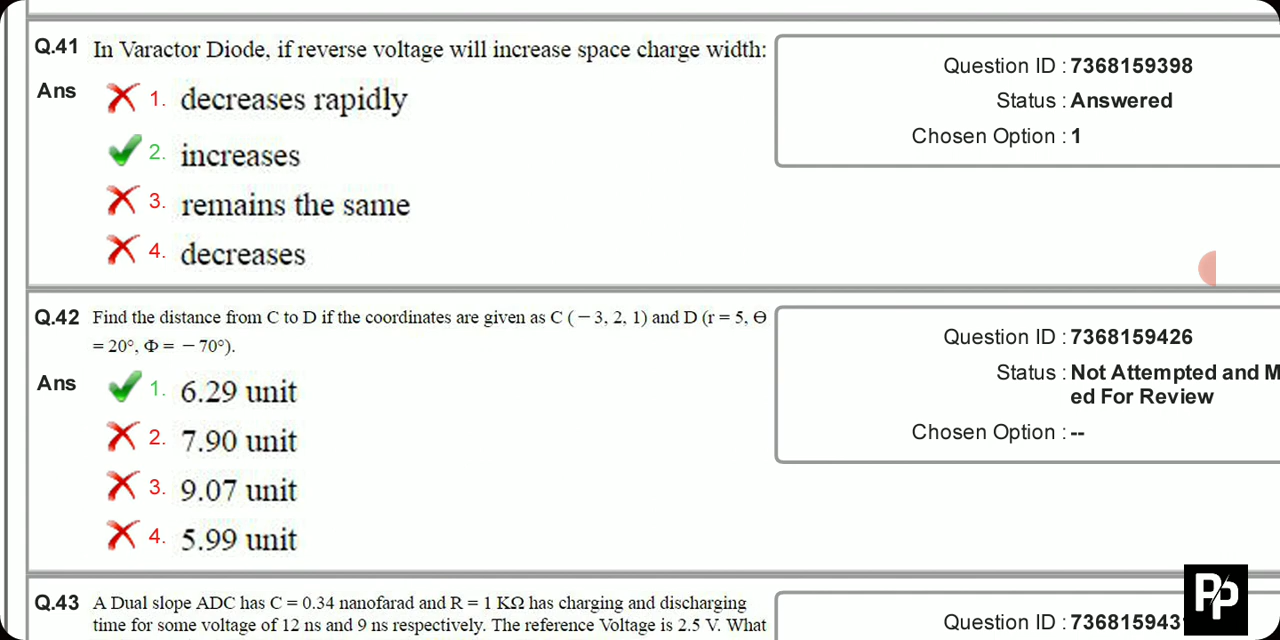 Q.41 In Varactor Diode, if reverse voltage will increase space charge width:
Ans
1. decreases rapidly
2. increases
3. remains the same
4. decreases
Question ID : 7368159398
Status : Answered
Chosen Option : 1
Q.42 Find the distance from C to D if the coordinates are given as C ( − 3, 2, 1) and D (r = 5, Θ
= 20°, Φ = − 70°).
Ans
1. 6.29 unit
2. 7.90 unit
3. 9.07 unit
4. 5.99 unit
Question ID : 7368159426
Status : Not Attempted and M
ed For Review
Chosen Option : --
Q.43 A Dual slope ADC has C = 0.34 nanofarad and R = 1 KΩ has charging and discharging
time for some voltage of 12 ns and 9 ns respectively. The reference Voltage is 2.5 V. What
Question ID : 736815943
Pp